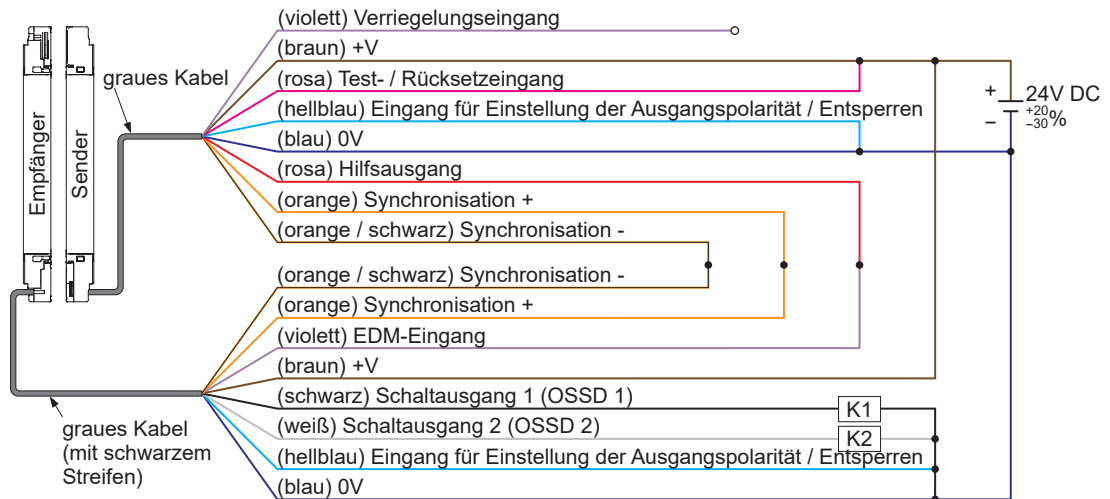 (violett) Verriegelungseingang
(braun) +V
graues Kabel
(rosa) Test- / Rücksetzeingang
(hellblau) Eingang für Einstellung der Ausgangspolarität / Entsperren
(blau) 0V
+
24V DC
+20
–30 %
–
Empfänger
Sender
(rosa) Hilfsausgang
(orange) Synchronisation +
(orange / schwarz) Synchronisation -
(orange / schwarz) Synchronisation -
(orange) Synchronisation +
(violett) EDM-Eingang
(braun) +V
(schwarz) Schaltausgang 1 (OSSD 1)
K1
(weiß) Schaltausgang 2 (OSSD 2)
K2
(hellblau) Eingang für Einstellung der Ausgangspolarität / Entsperren
(blau) 0V
graues Kabel
(mit schwarzem
Streifen)